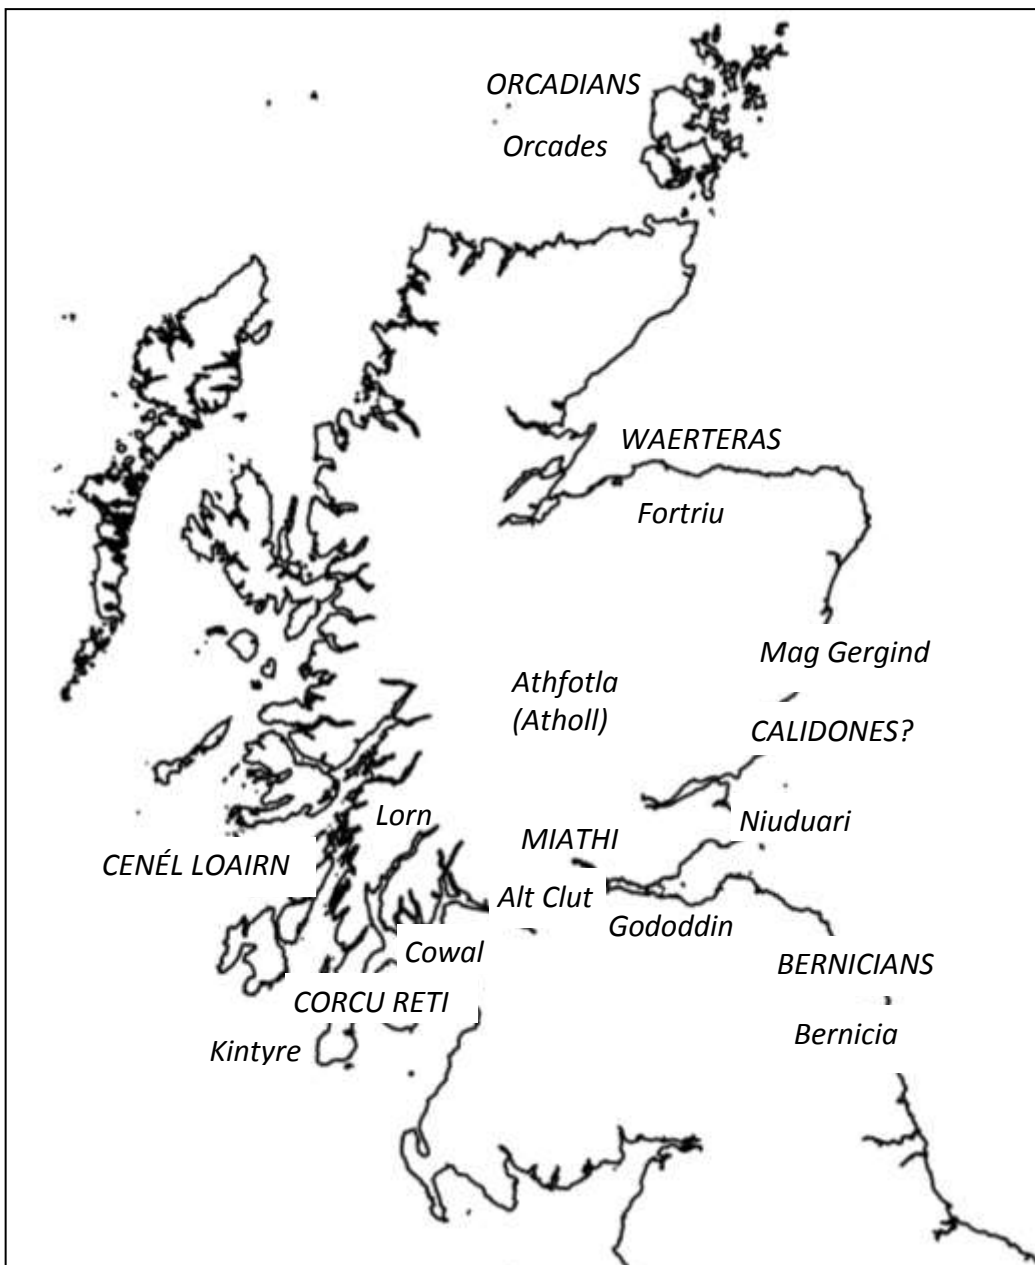 ORCADIANS
Orcades
WAERTERAS
Fortriu
Mag Gergind
Athfotla
(Atholl)
CALIDONES?
Lorn
Niuduari
MIATHI
CENÉL LOAIRN
Alt Clut
Gododdin
Cowal
BERNICIANS
CORCU RETI
Bernicia
Kintyre